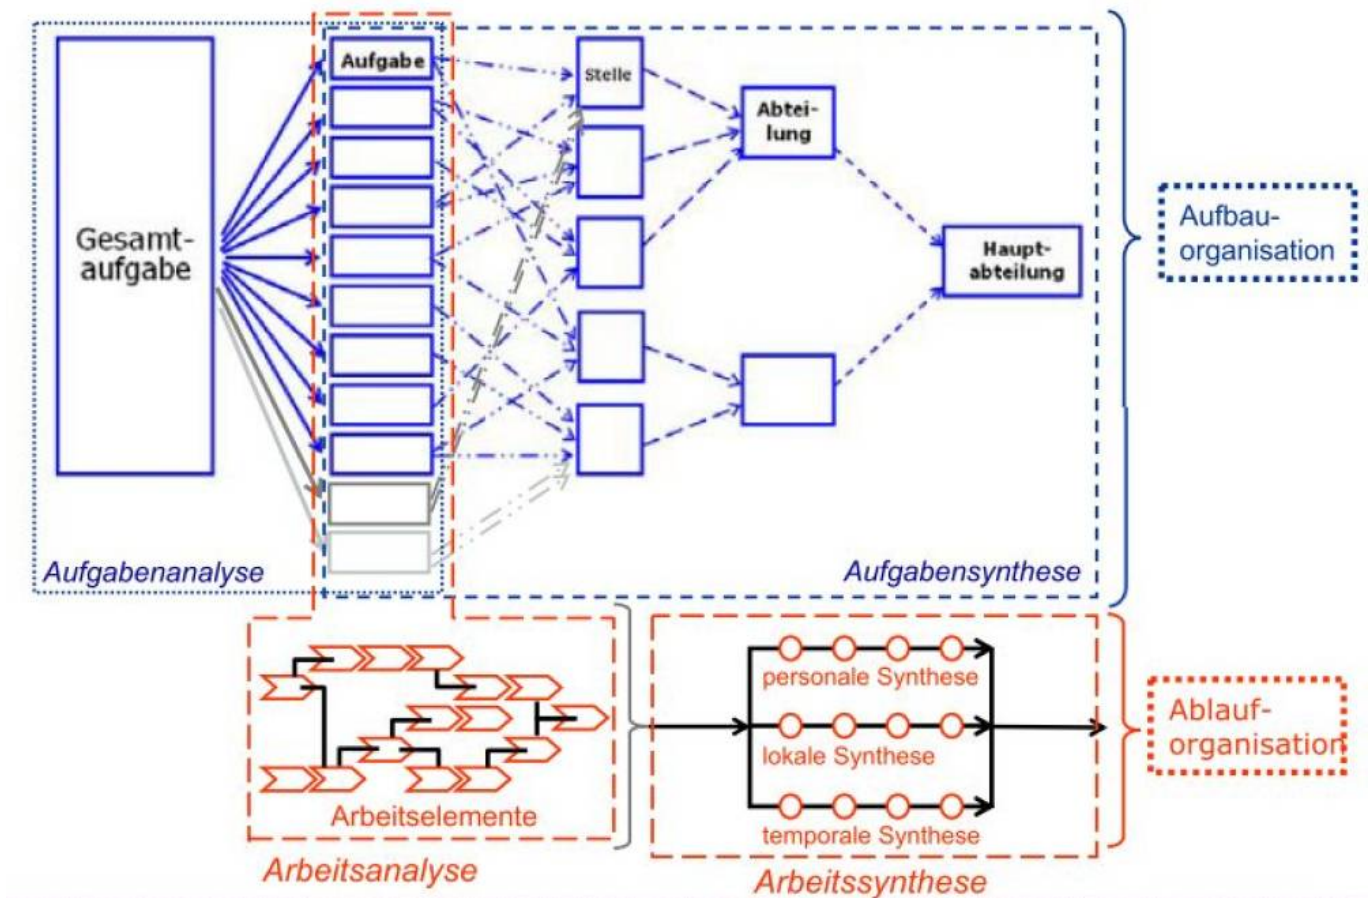 Gesamt-
aufgabe
Aufgabe
Stelle
Abtei-
lung
Haupt-
abteilung
Aufbau-
organisation
Aufgabenanalyse
Aufgabensynthese
personale Synthese
lokale Synthese
temporale Synthese
Arbeitselemente
Arbeitsanalyse
Arbeitssynthese
Ablauf-
organisation